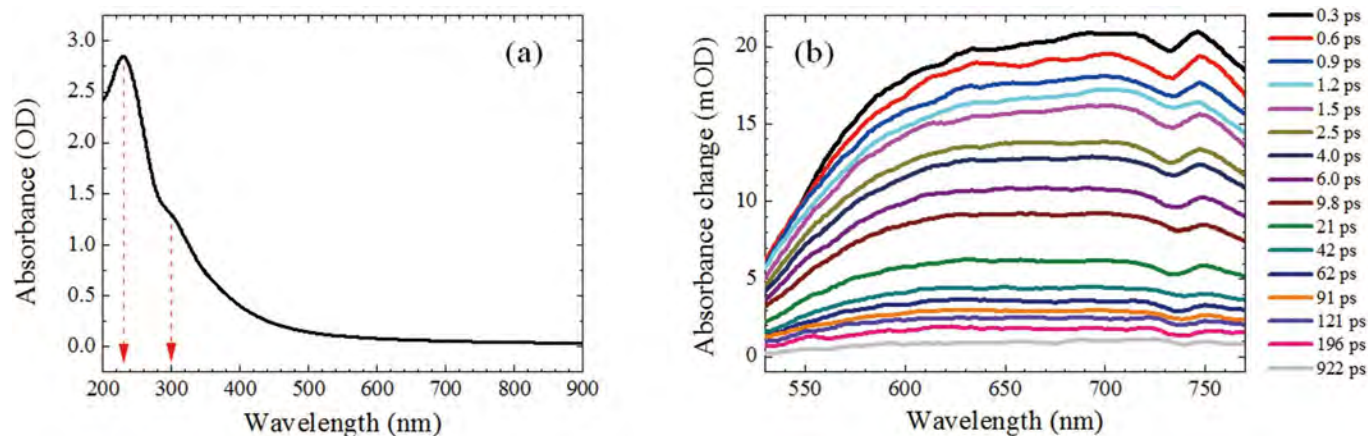 (a)
Absorbance (OD)
3.0
2.5
2.0
1.5
1.0
0.5
0.0
200 300 400 500 600 700 800 900
Wavelength (nm)
(b)
Absorbance change (mOD)
20
15
10
5
0
550 600 650 700 750
Wavelength (nm)
0.3 ps
0.6 ps
0.9 ps
1.2 ps
1.5 ps
2.5 ps
4.0 ps
6.0 ps
9.8 ps
21 ps
42 ps
62 ps
91 ps
121 ps
196 ps
922 ps